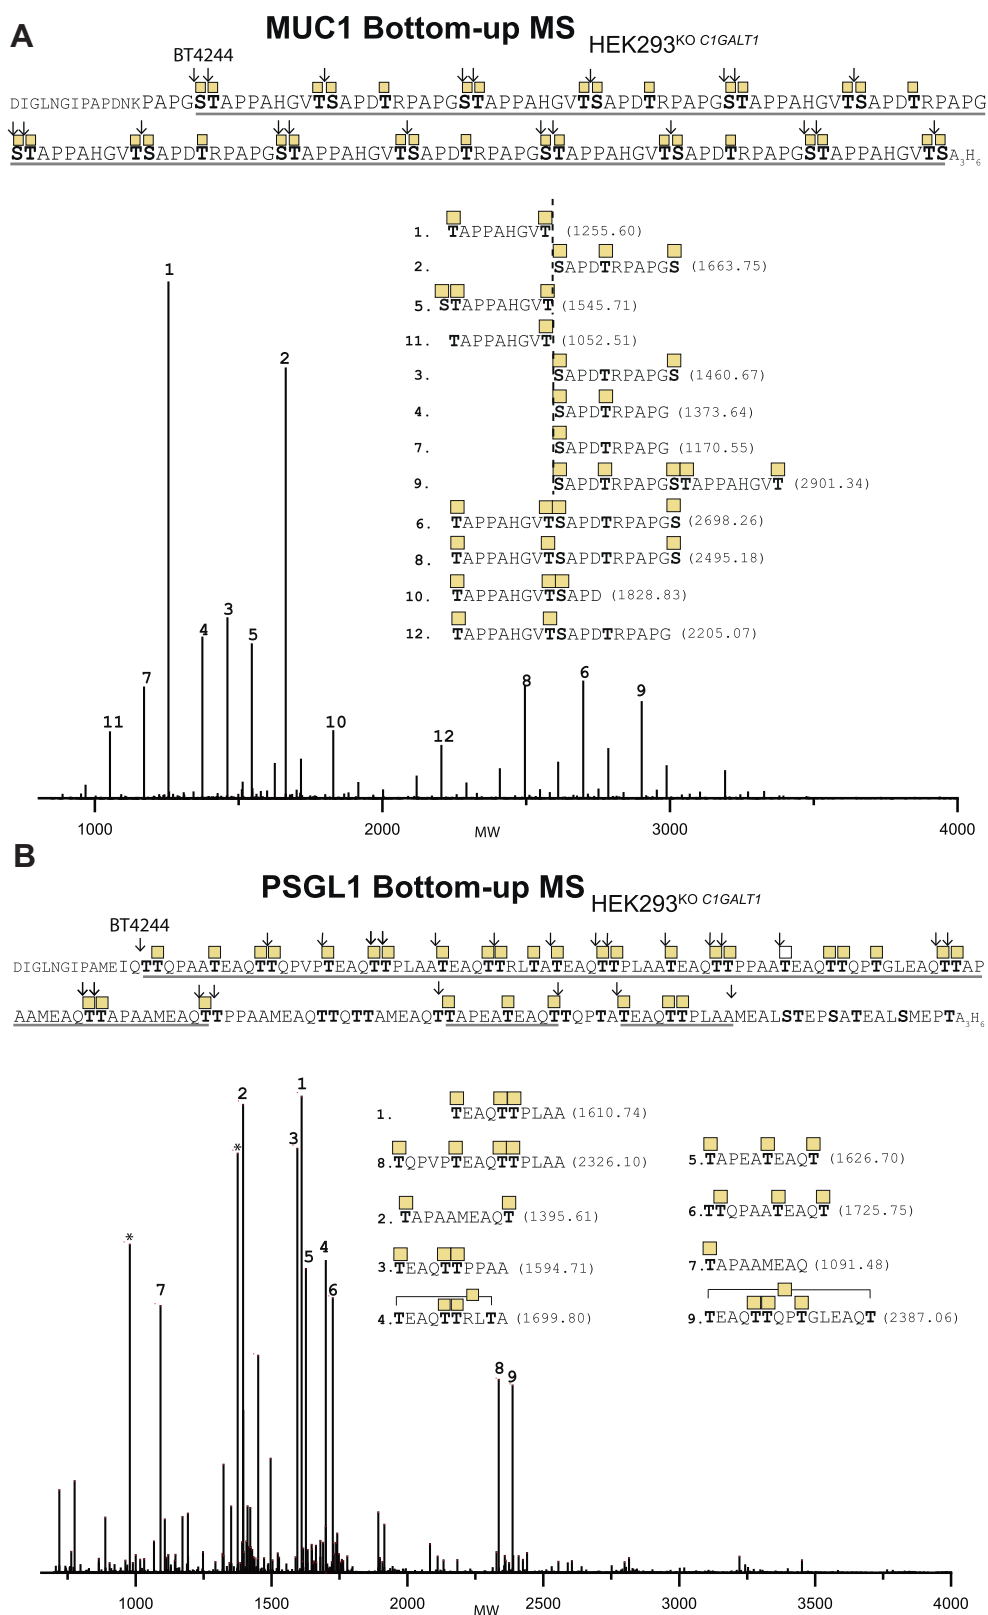 A
MUC1 Bottom-up MS HEK293KO C1GALT1
BT4244
DIGLNGIPAPDNKPAPGSTAPPAHGVTSAPDTRPAPGSTAPPAHGVTSAPDTRPAPGSTAPPAHGVTSAPDTRPAPG
STAPPAHGVTSAPDTRPAPGSTAPPAHGVTSAPDTRPAPGSTAPPAHGVTSAPDTRPAPGSTAPPAHGVTSA3H6
1. TAPPAHGVT (1255.60)
2. SAPDTRPAPGS (1663.75)
5. STAPPAHGVT (1545.71)
11. TAPPAHGVT (1052.51)
3. SAPDTRPAPGS (1460.67)
4. SAPDTRPAPG (1373.64)
7. SAPDTRPAPG (1170.55)
9. SAPDTRPAPGSTAPPAHGVT (2901.34)
6. TAPPAHGVTSAPDTRPAPGS (2698.26)
8. TAPPAHGVTSAPDTRPAPGS (2495.18)
10. TAPPAHGVTSAPD (1828.83)
12. TAPPAHGVTSAPDTRPAPG (2205.07)
1
2
3
4
5
7
8
6
9
11
10
12
1000 2000 3000 4000
MW
B
PSGL1 Bottom-up MS HEK293KO C1GALT1
BT4244
DIGLNGIPAMEIQTTQPAATEAQTTQPVPTEAQTTPLAATEAQTTRLTATEAQTTPLAATEAQTTPPAATEAQTTQPTGLEAQTTAP
AAMEAQTTAPAAMEAQTTPPAAMEAQTTQTTAMEAQTTAPEATEAQTTQPTATEAQTTPLAAMEALSTEPSATEALSMEPTA3H6
1. TEAQTTPLAA (1610.74)
8. TQPVPTEAQTTPLAA (2326.10)
5. TAPEATEAQT (1626.70)
2. TAPAAMEAQT (1395.61)
6. TTQPAATEAQT (1725.75)
3. TEAQTTPPAA (1594.71)
7. TAPAAMEAQ (1091.48)
4. TEAQTTRLTA (1699.80)
9. TEAQTTQPTGLEAQT (2387.06)
1
2
3
*
*
4
5
6
7
8
9
1000 1500 2000 2500 3000 3500 4000
MW